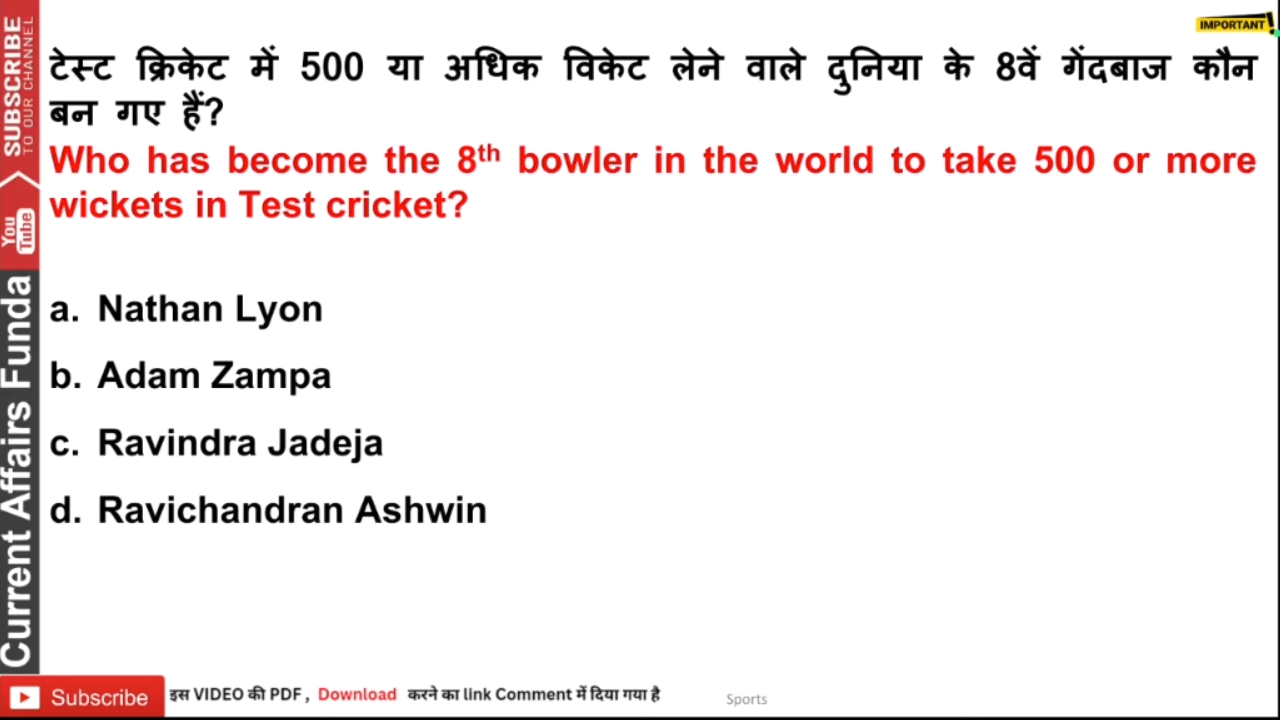 IMPORTANT!
टेस्ट क्रिकेट में 500 या अधिक विकेट लेने वाले दुनिया के 8वें गेंदबाज कौन
बन गए हैं?
Who has become the 8th bowler in the world to take 500 or more
wickets in Test cricket?
a. Nathan Lyon
b. Adam Zampa
c. Ravindra Jadeja
d. Ravichandran Ashwin
SUBSCRIBE
TO OUR CHANNEL
You Tube
Current Affairs Funda
Subscribe
इस VIDEO की PDF , Download करने का link Comment में दिया गया है
Sports